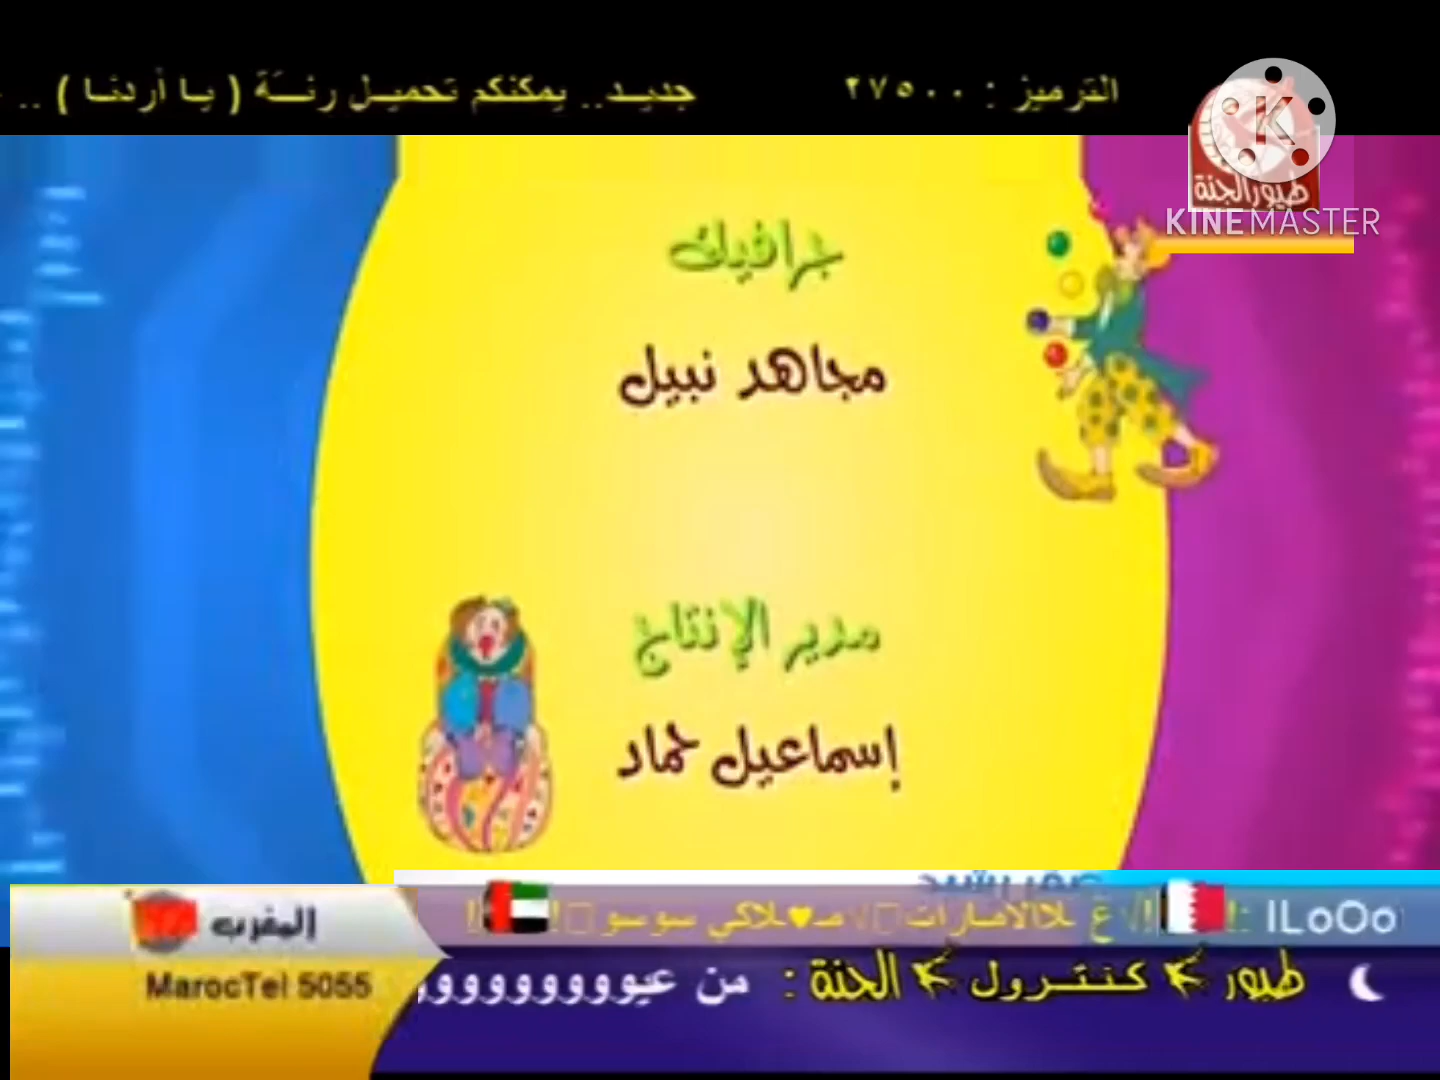 الترميز : ٢٧٥٠٠ جديد.. يمكنكم تحميل رنة ( يا أردنا ) ..
K
طيور الجنة
KINEMASTER
جرافيك
مجاهد نبيل
مدير الإنتاج
إسماعيل حماد
المغرب
MarocTel 5055
ILoOo
طيور كنترول الجنة : من عيووووووووور